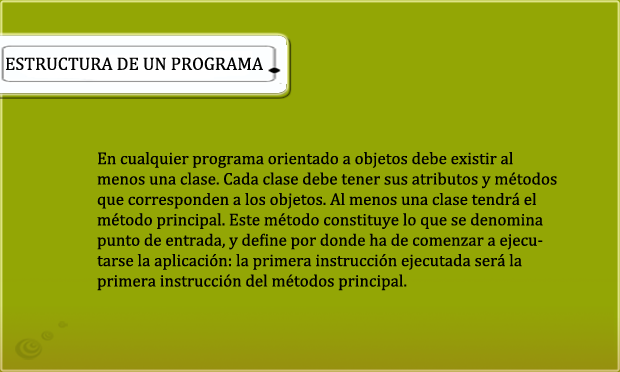 ESTRUCTURA DE UN PROGRAMA
En cualquier programa orientado a objetos debe existir al
menos una clase. Cada clase debe tener sus atributos y métodos
que corresponden a los objetos. Al menos una clase tendrá el
método principal. Este método constituye lo que se denomina
punto de entrada, y define por donde ha de comenzar a ejecu-
tarse la aplicación: la primera instrucción ejecutada será la
primera instrucción del métodos principal.